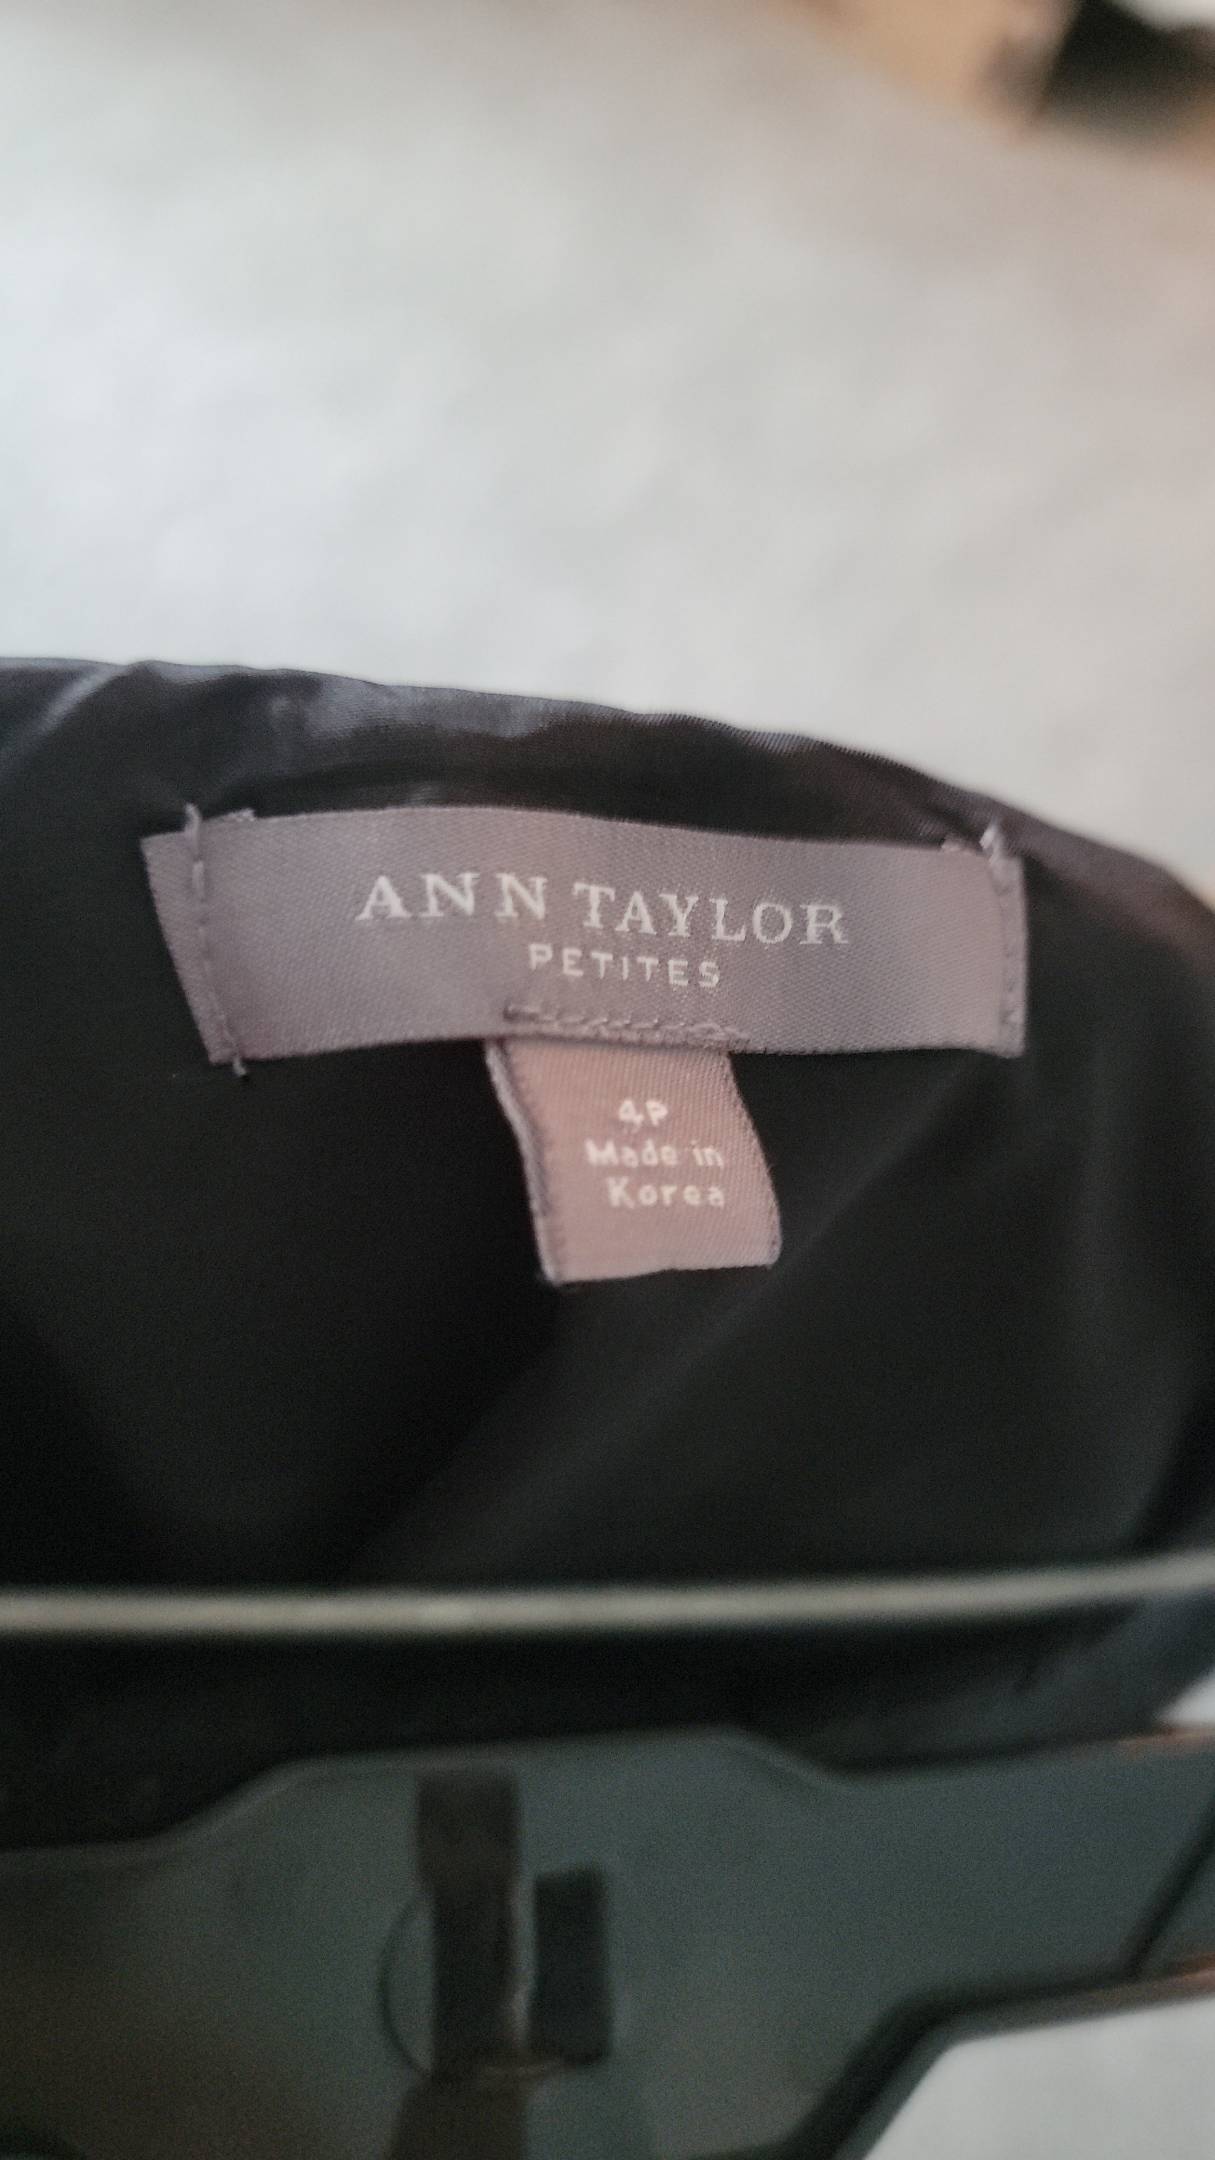 ANN TAYLOR
PETITES
4P
Made in
Korea